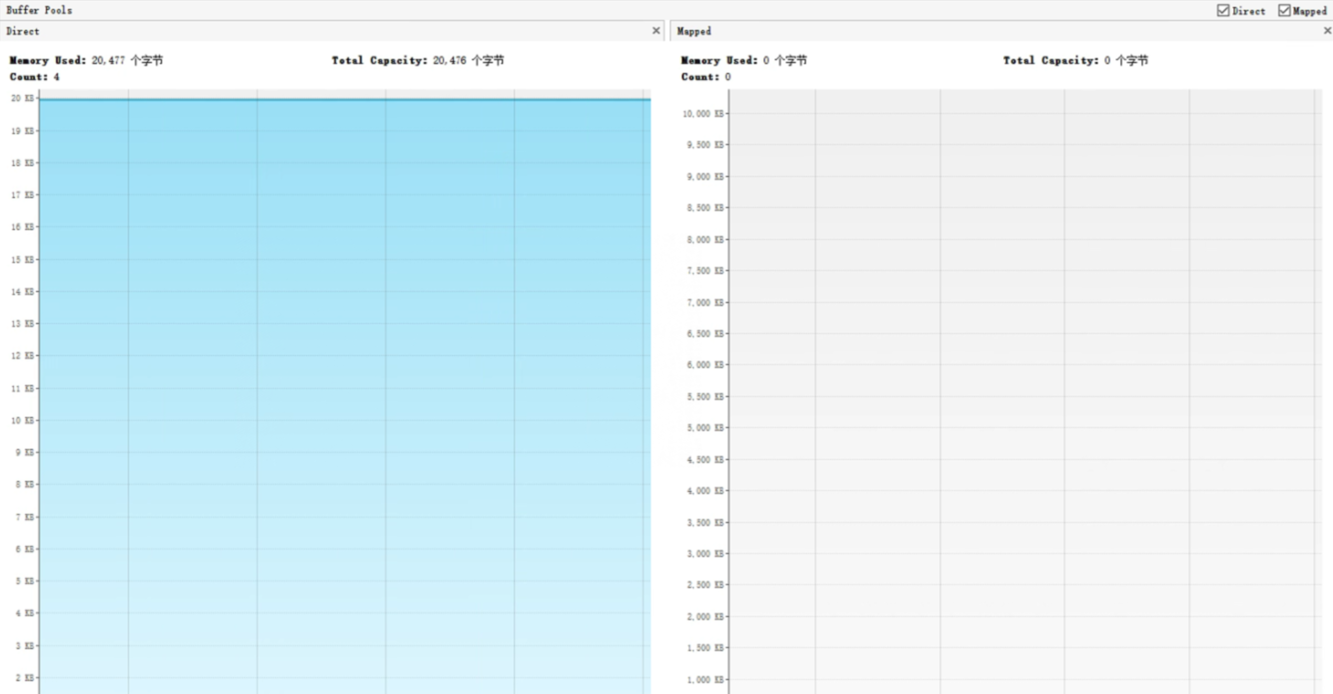 Buffer Pools
Direct Mapped
Direct
Memory Used: 20,477 个字节 Total Capacity: 20,476 个字节
Count: 4
20 KB
19 KB
18 KB
17 KB
16 KB
15 KB
14 KB
13 KB
12 KB
11 KB
10 KB
9 KB
8 KB
7 KB
6 KB
5 KB
4 KB
3 KB
2 KB
Mapped
Memory Used: 0 个字节 Total Capacity: 0 个字节
Count: 0
10,000 KB
9,500 KB
9,000 KB
8,500 KB
8,000 KB
7,500 KB
7,000 KB
6,500 KB
6,000 KB
5,500 KB
5,000 KB
4,500 KB
4,000 KB
3,500 KB
3,000 KB
2,500 KB
2,000 KB
1,500 KB
1,000 KB